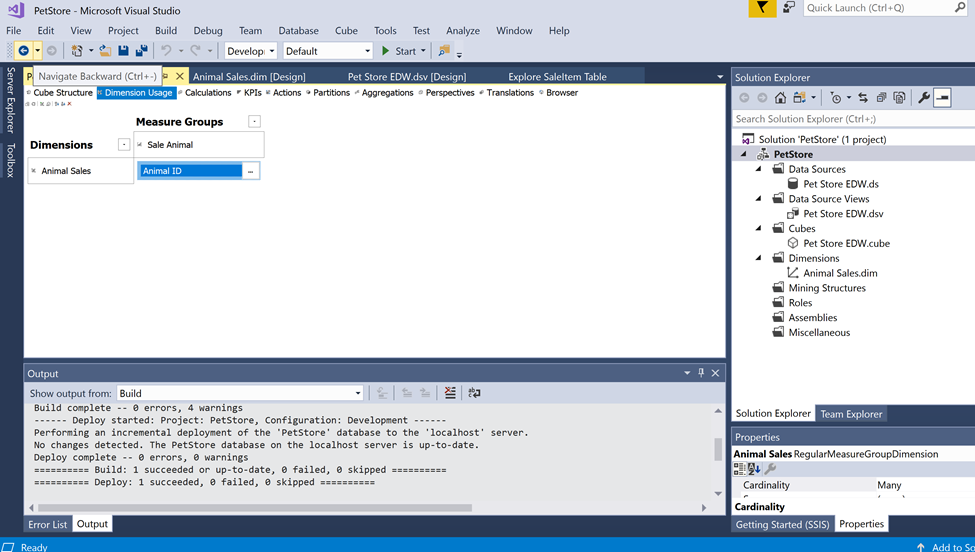 PetStore - Microsoft Visual Studio
Quick Launch (Ctrl+Q)
File Edit View Project Build Debug Team Database Cube Tools Test Analyze Window Help
Develop Default Start
Server Explorer
Toolbox
P Navigate Backward (Ctrl+-) Animal Sales.dim [Design] Pet Store EDW.dsv [Design] Explore SaleItem Table
Cube Structure Dimension Usage Calculations KPIs Actions Partitions Aggregations Perspectives Translations Browser
Measure Groups
Dimensions Sale Animal
Animal Sales Animal ID ...
Solution Explorer
Search Solution Explorer (Ctrl+;)
Solution 'PetStore' (1 project)
PetStore
Data Sources
Pet Store EDW.ds
Data Source Views
Pet Store EDW.dsv
Cubes
Pet Store EDW.cube
Dimensions
Animal Sales.dim
Mining Structures
Roles
Assemblies
Miscellaneous
Solution Explorer Team Explorer
Output
Show output from: Build
Build complete -- 0 errors, 4 warnings
------ Deploy started: Project: PetStore, Configuration: Development ------
Performing an incremental deployment of the 'PetStore' database to the 'localhost' server.
No changes detected. The PetStore database on the localhost server is up-to-date.
Deploy complete -- 0 errors, 0 warnings
========== Build: 1 succeeded or up-to-date, 0 failed, 0 skipped ==========
========== Deploy: 1 succeeded, 0 failed, 0 skipped ==========
Error List Output
Properties
Animal Sales RegularMeasureGroupDimension
Cardinality Many
Cardinality
Getting Started (SSIS) Properties
Ready
Add to So